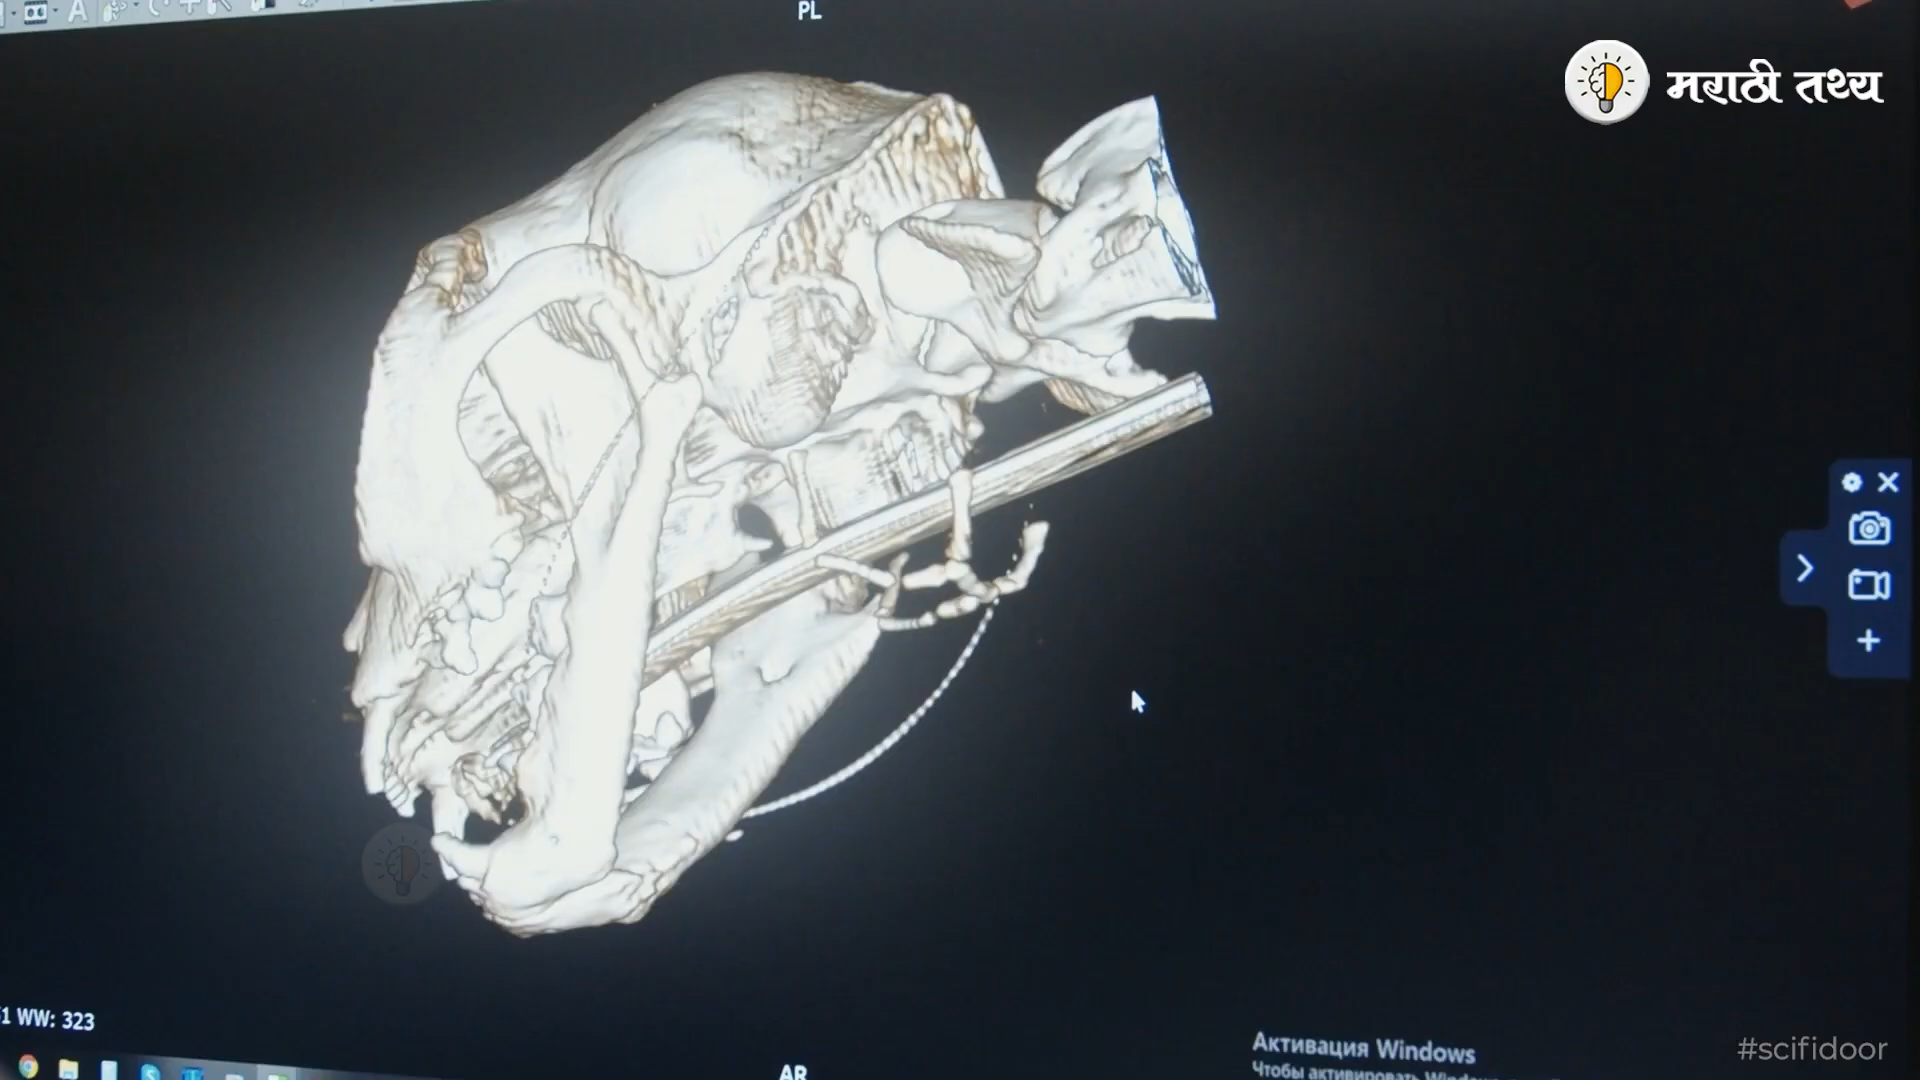 A
PL
मराठी तथ्य
1 WW: 323
Активация Windows
Чтобы активировать
#scifidoor
AR